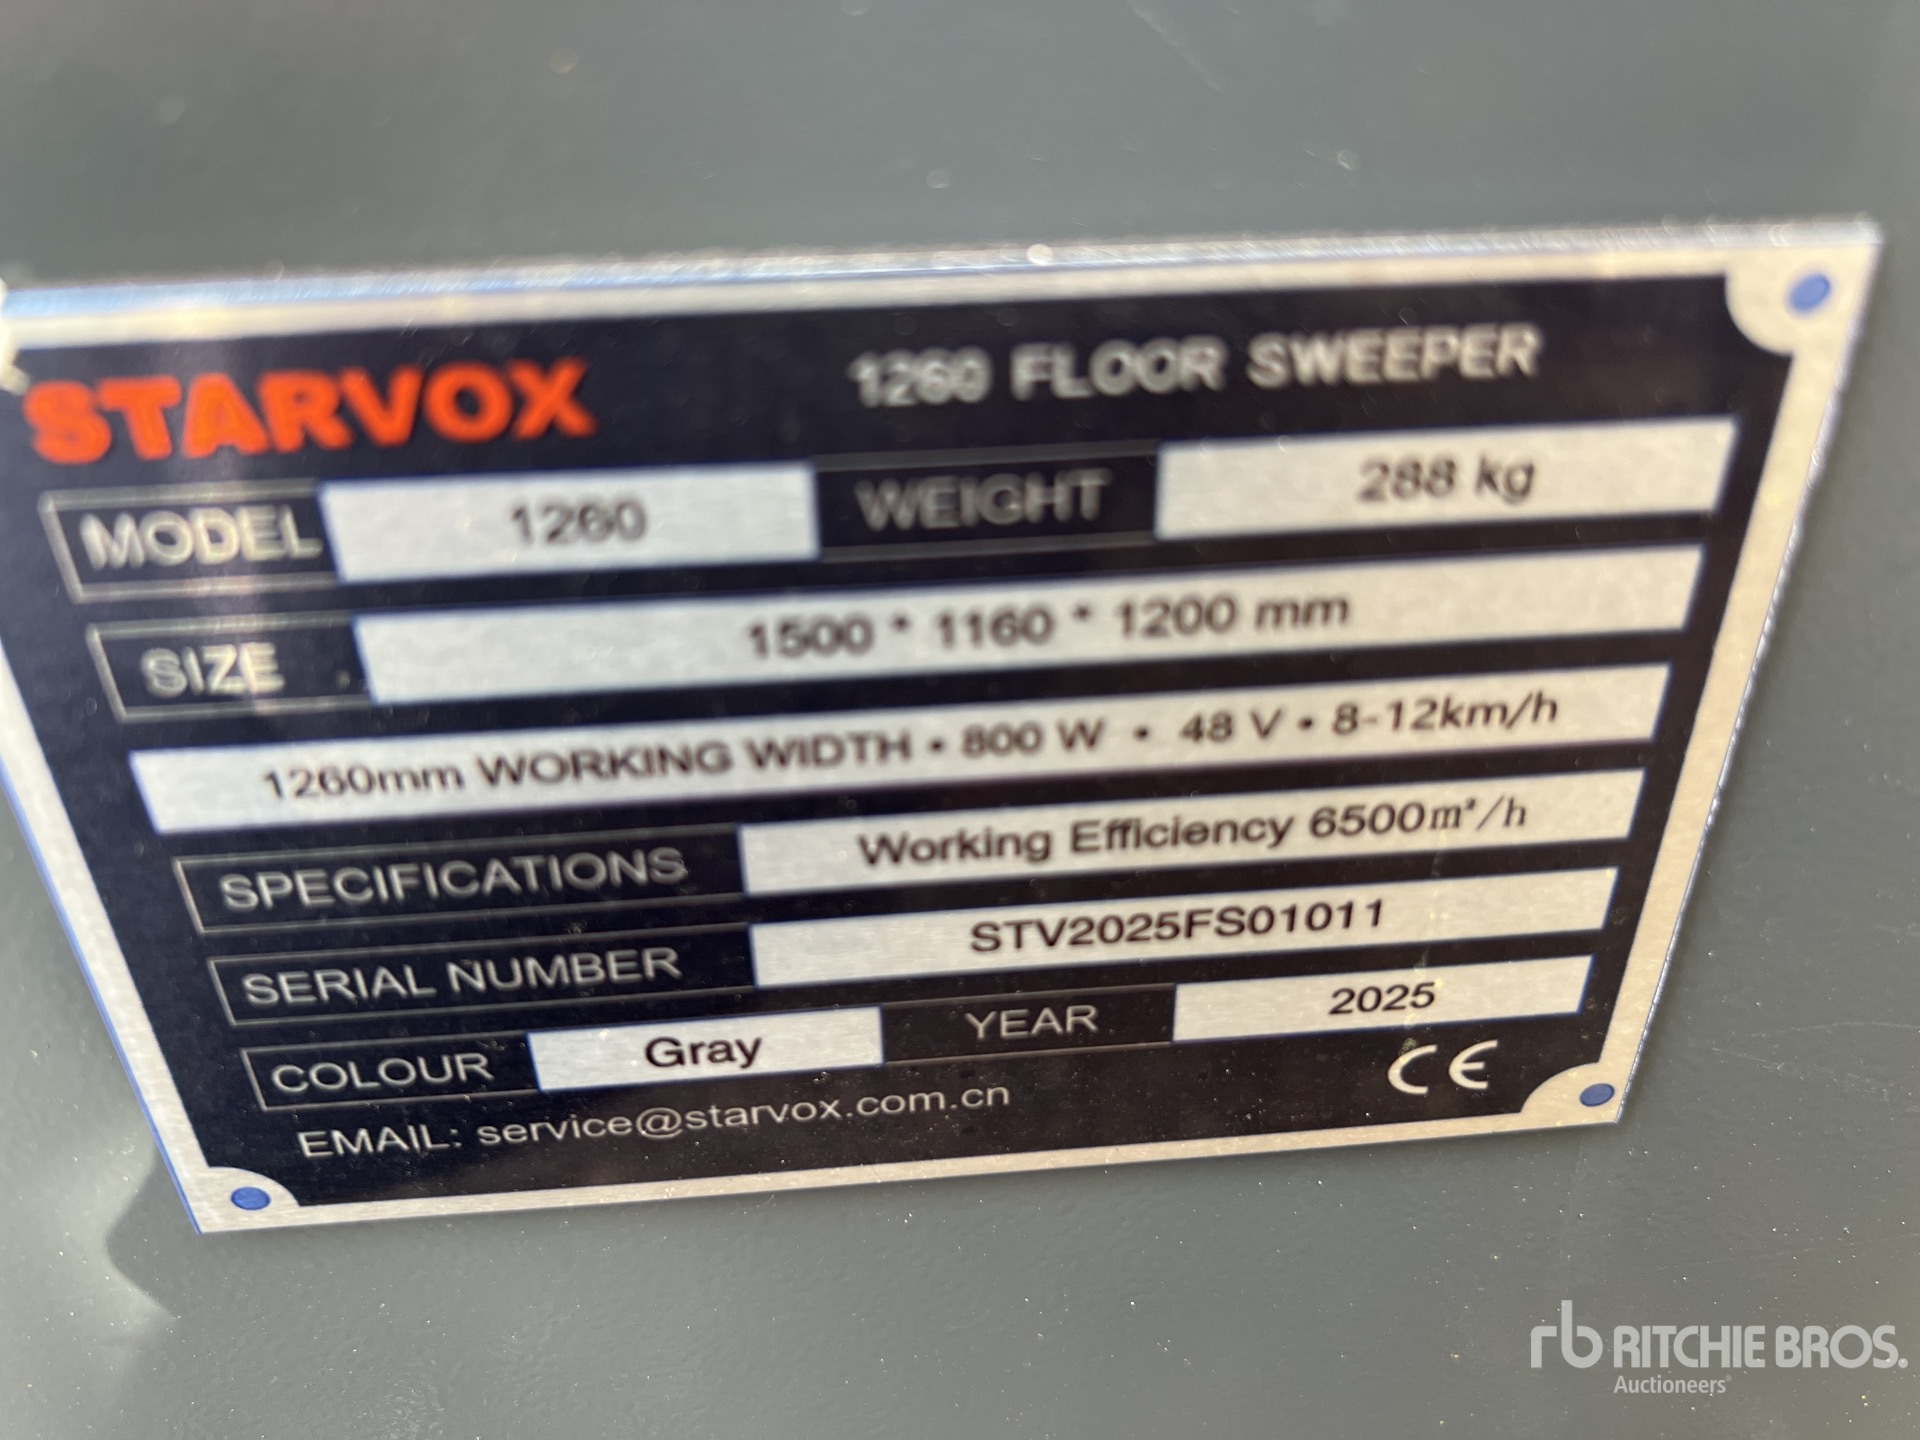 STARVOX 1260 FLOOR SWEEPER
MODEL 1260 WEIGHT 288 kg
SIZE 1500 * 1160 * 1200 mm
1260mm WORKING WIDTH • 800 W • 48 V • 8-12km/h
SPECIFICATIONS Working Efficiency 6500m²/h
SERIAL NUMBER STV2025FS01011
COLOUR Gray YEAR 2025
EMAIL: service@starvox.com.cn CE
rb RITCHIE BROS.
Auctioneers